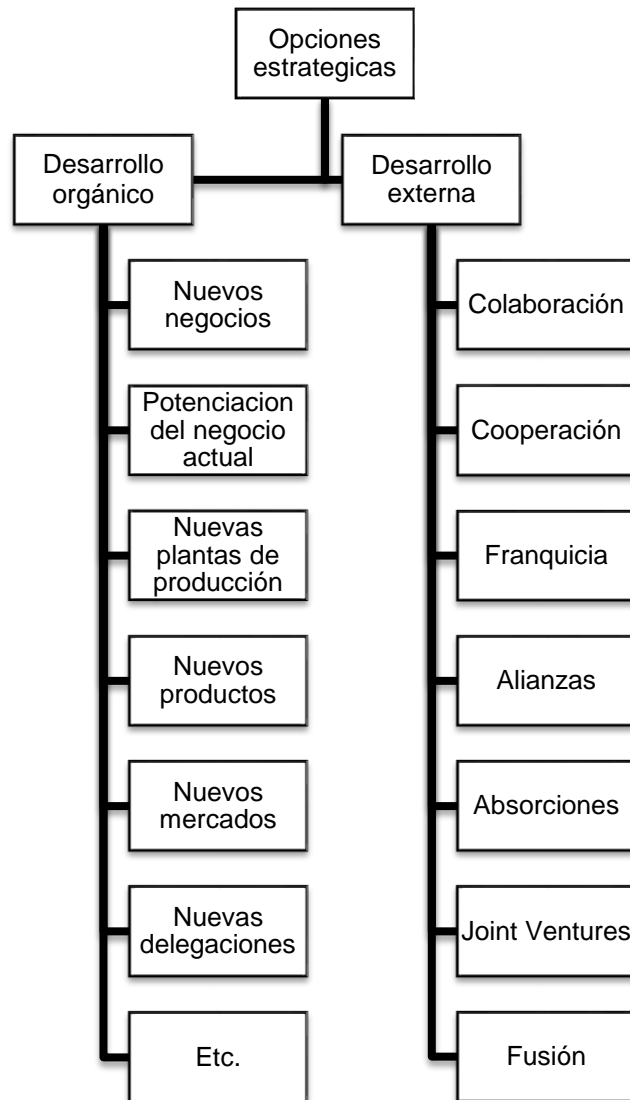 Opciones
estrategicas
Desarrollo
orgánico
Desarrollo
externa
Nuevos
negocios
Potenciacion
del negocio
actual
Nuevas
plantas de
producción
Nuevos
productos
Nuevos
mercados
Nuevas
delegaciones
Etc.
Colaboración
Cooperación
Franquicia
Alianzas
Absorciones
Joint Ventures
Fusión